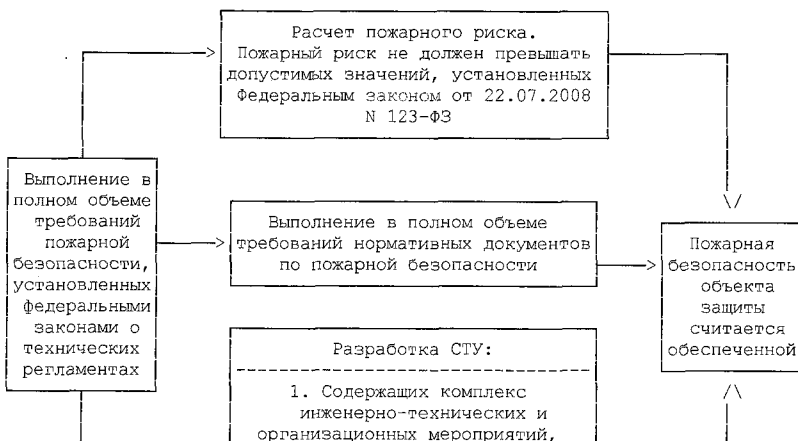 Расчет пожарного риска.
Пожарный риск не должен превышать
допустимых значений, установленных
Федеральным законом от 22.07.2008
N 123-ФЗ
Выполнение в
полном объеме
требований
пожарной
безопасности,
установленных
федеральными
законами о
технических
регламентах
Выполнение в полном объеме
требований нормативных документов
по пожарной безопасности
Пожарная
безопасность
объекта
защиты
считается
обеспеченной
Разработка СТУ:
1. Содержащих комплекс
инженерно-технических и
организационных мероприятий,